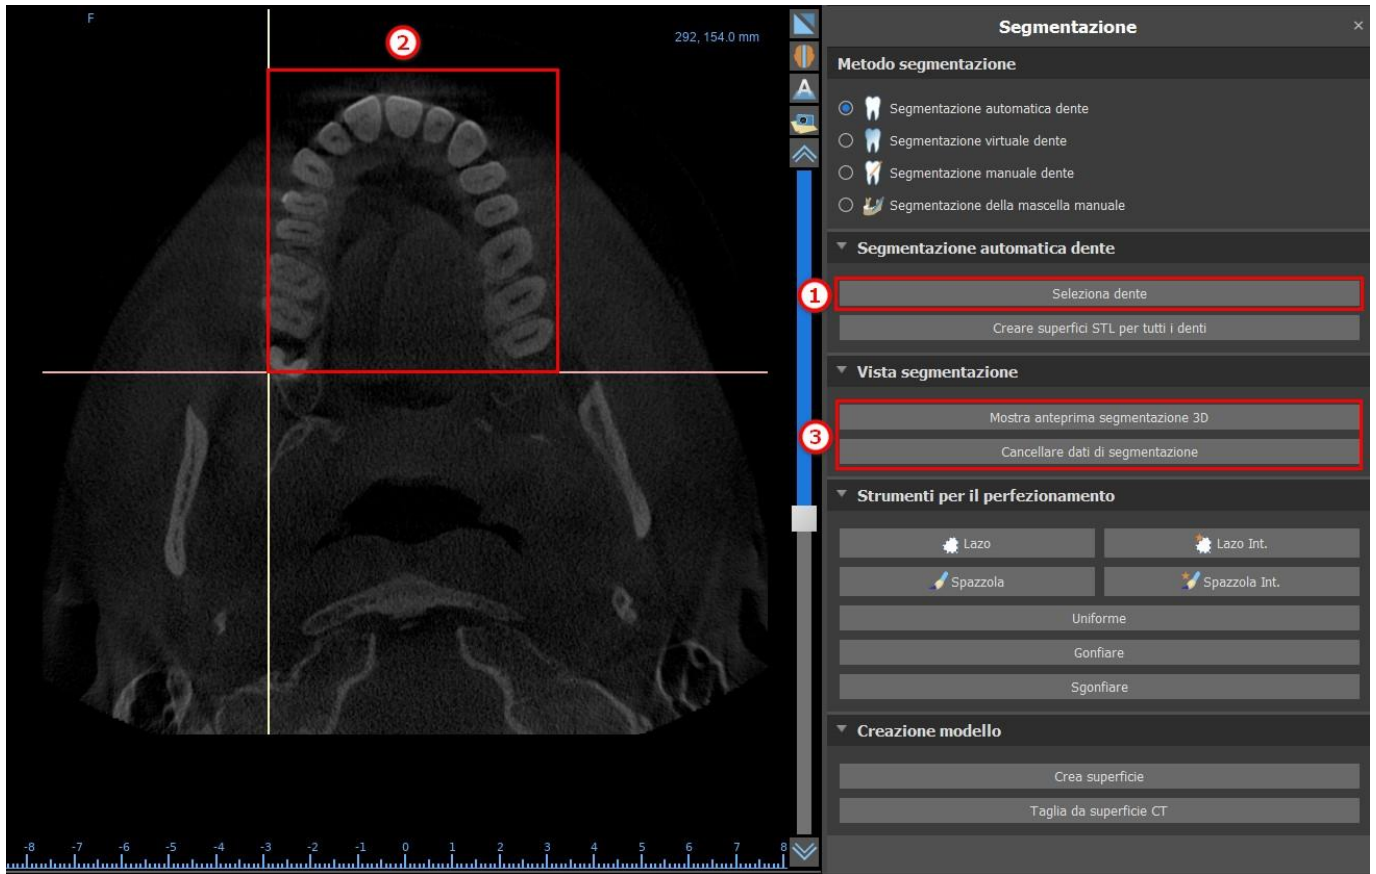 F
292, 154.0 mm
2
Segmentazione
×
Metodo segmentazione
Segmentazione automatica dente
Segmentazione virtuale dente
Segmentazione manuale dente
Segmentazione della mascella manuale
Segmentazione automatica dente
1
Seleziona dente
Creare superfici STL per tutti i denti
Vista segmentazione
Mostra anteprima segmentazione 3D
3
Cancellare dati di segmentazione
Strumenti per il perfezionamento
Lazo
Lazo Int.
Spazzola
Spazzola Int.
Uniforme
Gonfiare
Sgonfiare
Creazione modello
Crea superficie
Taglia da superficie CT
-8 -7 -6 -5 -4 -3 -2 -1 0 1 2 3 4 5 6 7 8